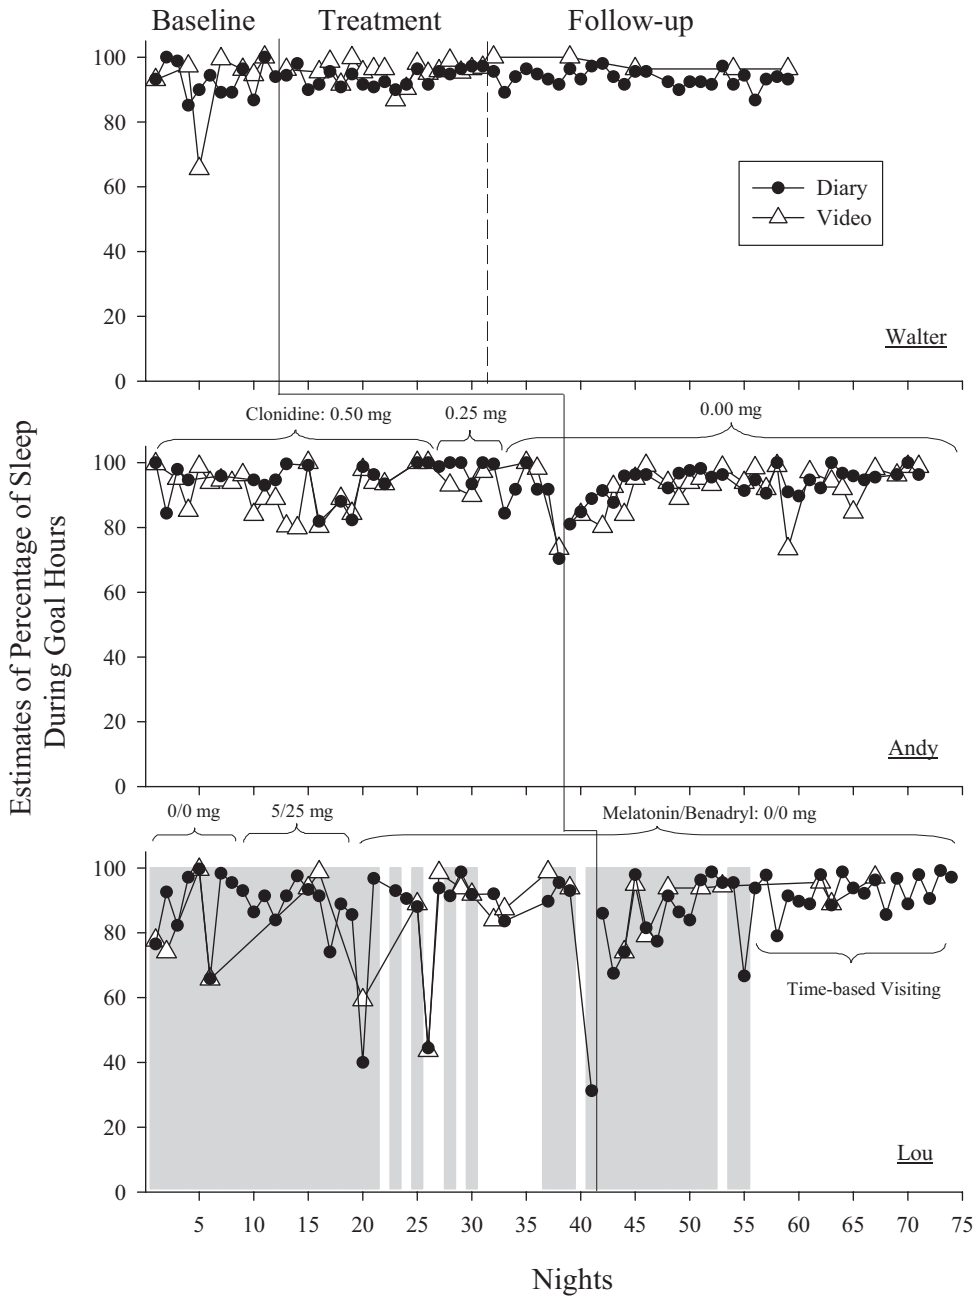 Baseline Treatment Follow-up
100
80
60
40
20
0
Diary
Video
Walter
Clonidine: 0.50 mg 0.25 mg 0.00 mg
100
80
60
40
20
0
Andy
Estimates of Percentage of Sleep
During Goal Hours
0/0 mg 5/25 mg Melatonin/Benadryl: 0/0 mg
100
80
60
40
20
0
Time-based Visiting
Lou
5 10 15 20 25 30 35 40 45 50 55 60 65 70 75
Nights